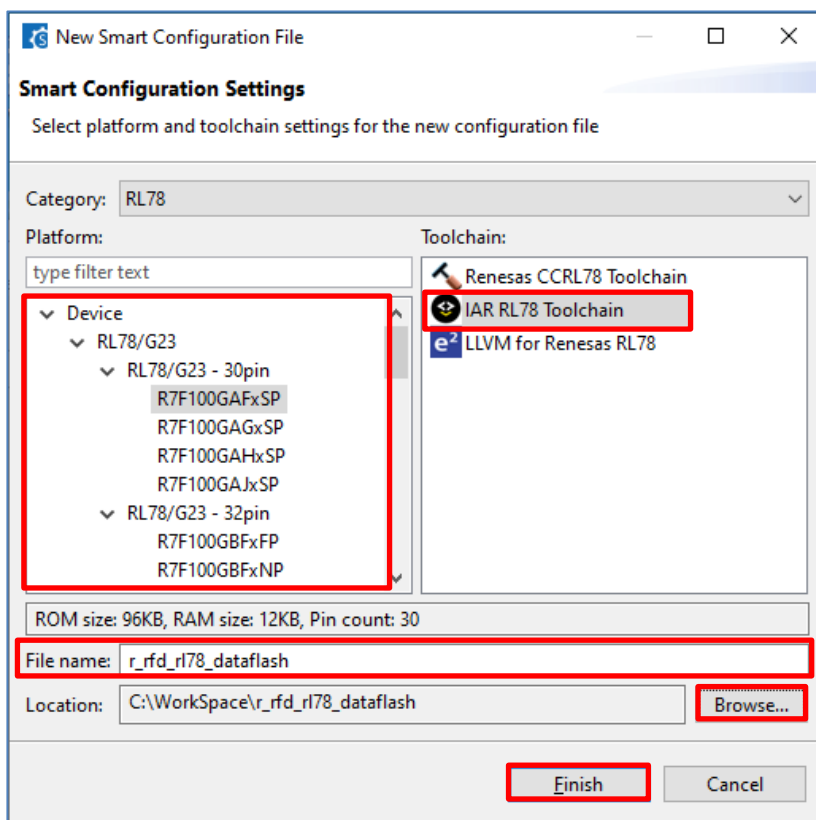 New Smart Configuration File
Smart Configuration Settings
Select platform and toolchain settings for the new configuration file
Category: RL78
Platform:
type filter text
Device
RL78/G23
RL78/G23 - 30pin
R7F100GAFxSP
R7F100GAGxSP
R7F100GAHxSP
R7F100GAJxSP
RL78/G23 - 32pin
R7F100GBFxFP
R7F100GBFxNP
Toolchain:
Renesas CCRL78 Toolchain
IAR RL78 Toolchain
e² LLVM for Renesas RL78
ROM size: 96KB, RAM size: 12KB, Pin count: 30
File name: r_rfd_rl78_dataflash
Location: C:\WorkSpace\r_rfd_rl78_dataflash Browse...
Finish Cancel